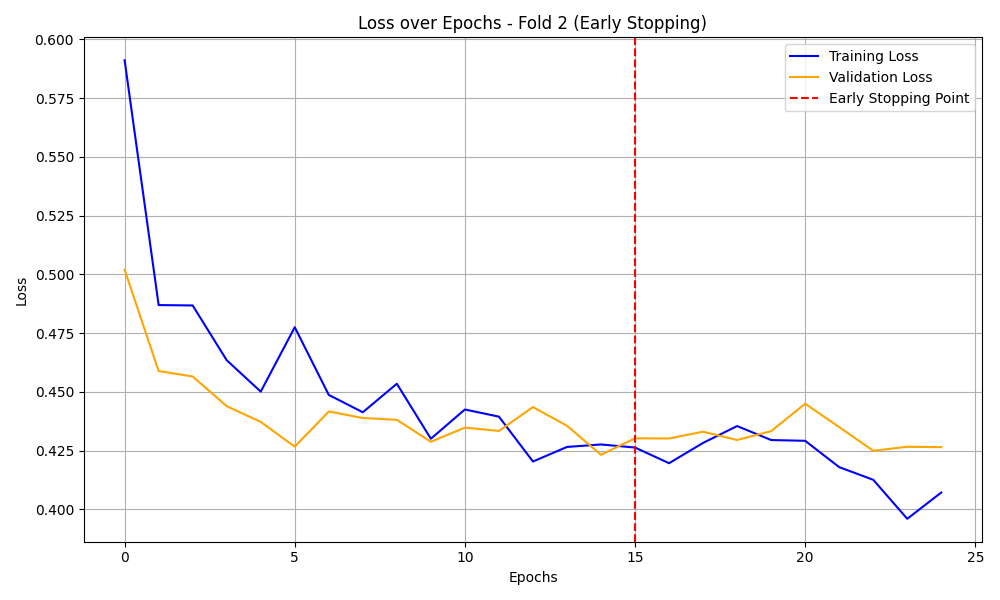 Loss over Epochs - Fold 2 (Early Stopping)
Loss
0.600
0.575
0.550
0.525
0.500
0.475
0.450
0.425
0.400
Training Loss
Validation Loss
Early Stopping Point
0 5 10 15 20 25
Epochs